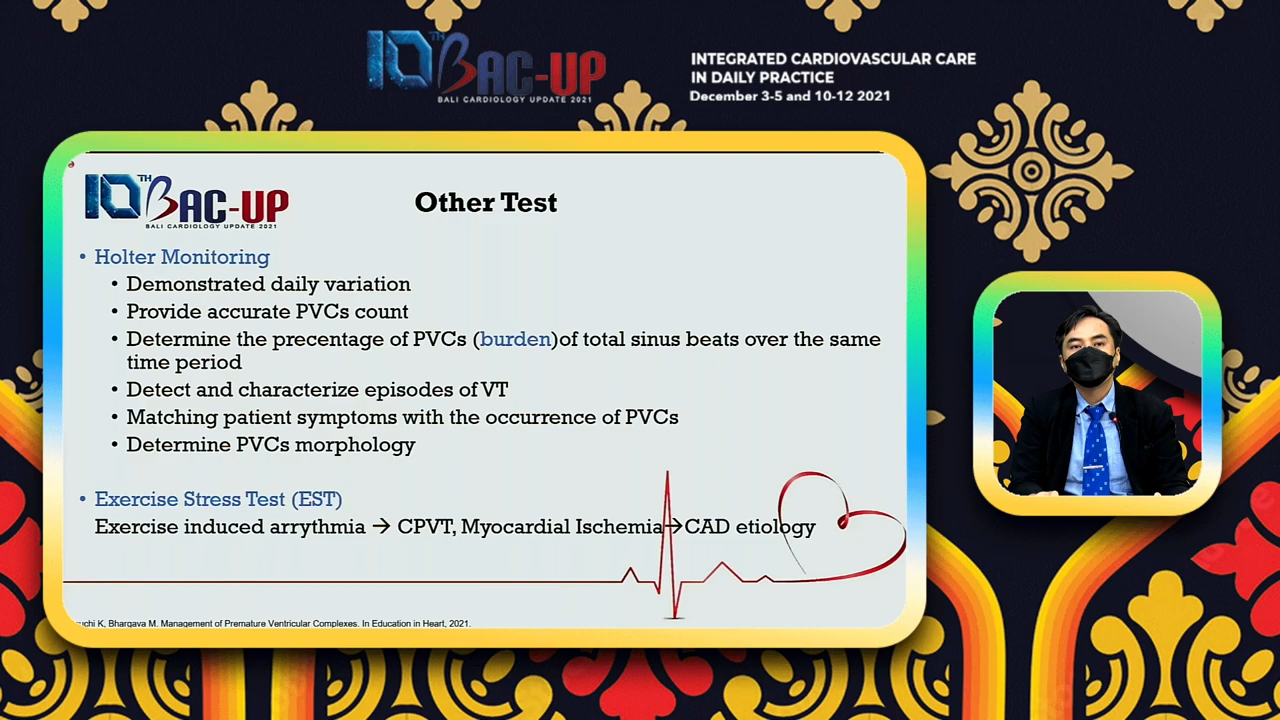 10TH BAC-UP
BALI CARDIOLOGY UPDATE 2021
INTEGRATED CARDIOVASCULAR CARE
IN DAILY PRACTICE
December 3-5 and 10-12 2021
10TH BAC-UP
BALI CARDIOLOGY UPDATE 2021
Other Test
• Holter Monitoring
• Demonstrated daily variation
• Provide accurate PVCs count
• Determine the precentage of PVCs (burden)of total sinus beats over the same
time period
• Detect and characterize episodes of VT
• Matching patient symptoms with the occurrence of PVCs
• Determine PVCs morphology
• Exercise Stress Test (EST)
Exercise induced arrythmia → CPVT, Myocardial Ischemia→CAD etiology
K, Bhargava M. Management of Premature Ventricular Complexes. In Education in Heart, 2021.